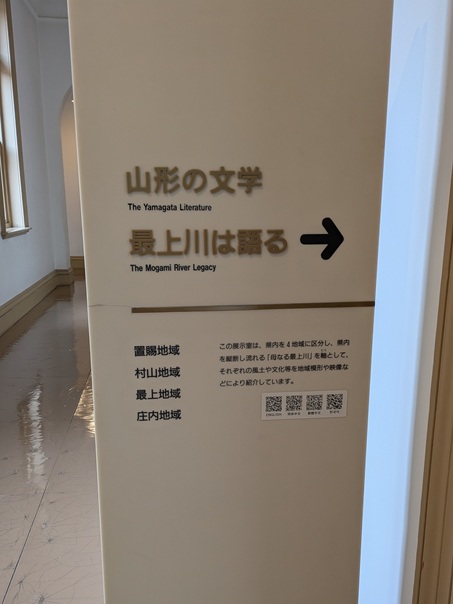 山形の文学
The Yamagata Literature
最上川は語る
The Mogami River Legacy
置賜地域
村山地域
最上地域
庄内地域
この展示室は、県内を4地域に区分し、県内
を縦断し流れる「母なる最上川」を軸として、
それぞれの風土や文化等を地域模形や映像な
どにより紹介しています。
ENGLISH